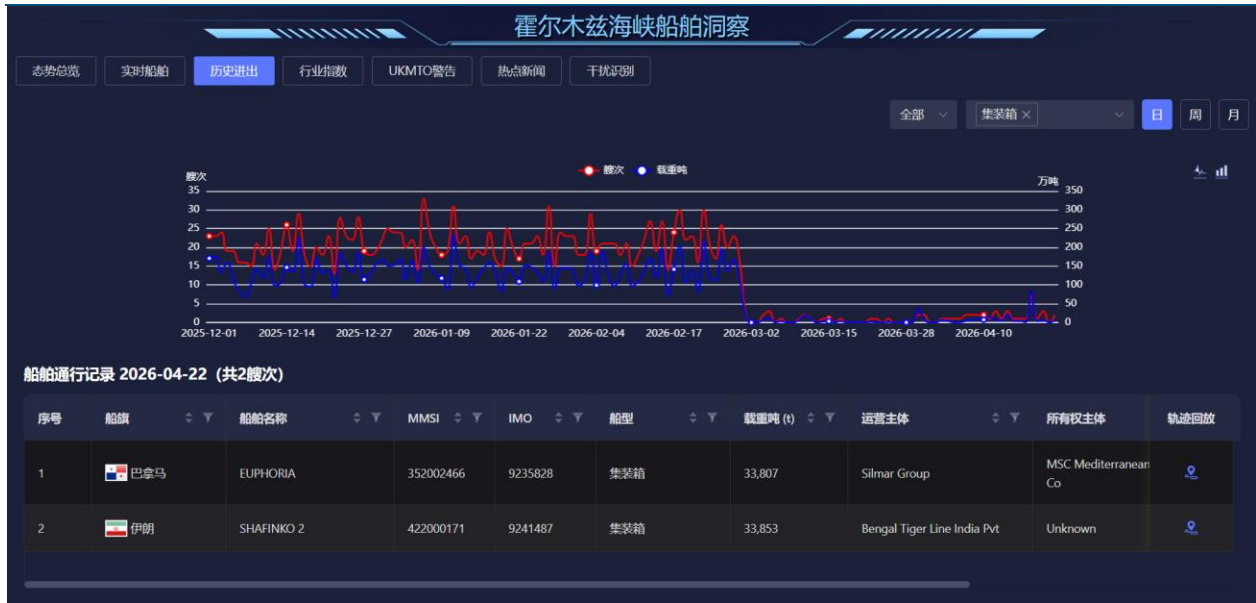 霍尔木兹海峡船舶洞察
态势总览 实时船舶 历史进出 行业指数 UKMTO警告 热点新闻 干扰识别
全部 集装箱 × 日 周 月
艘次 载重吨
艘次 万吨
35 350
30 300
25 250
20 200
15 150
10 100
5 50
0 0
2025-12-01 2025-12-14 2025-12-27 2026-01-09 2026-01-22 2026-02-04 2026-02-17 2026-03-02 2026-03-15 2026-03-28 2026-04-10
船舶通行记录 2026-04-22（共2艘次）
序号 船旗 船舶名称 MMSI IMO 船型 载重吨 (t) 运营主体 所有权主体 轨迹回放
1 巴拿马 EUPHORIA 352002466 9235828 集装箱 33,807 Silmar Group MSC Mediterranean
Co
2 伊朗 SHAFINKO 2 422000171 9241487 集装箱 33,853 Bengal Tiger Line India Pvt Unknown